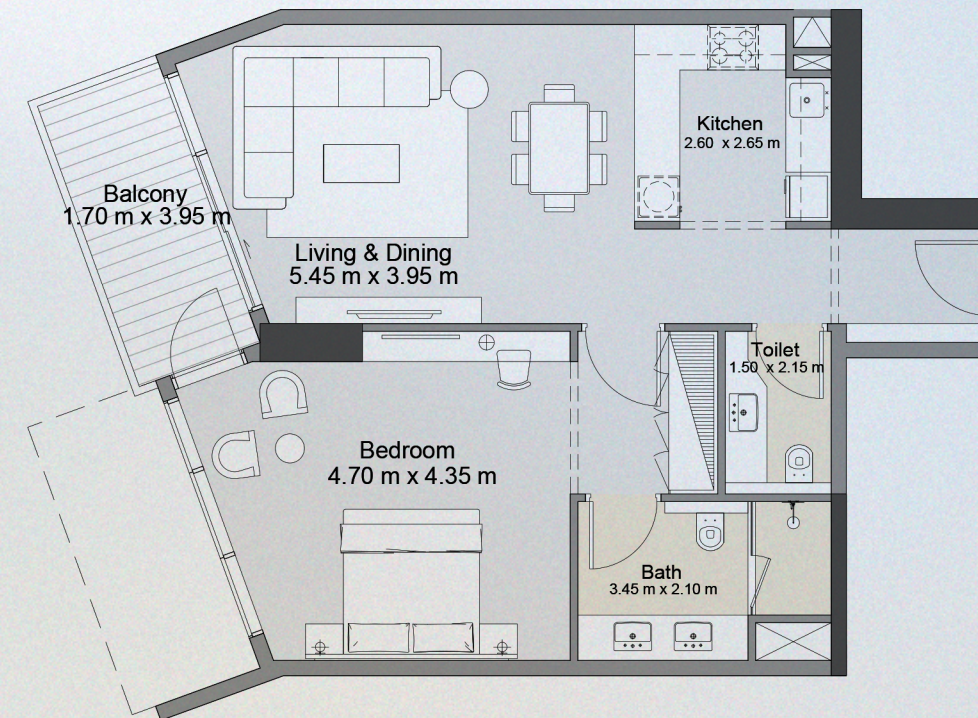 Kitchen
2.60 x 2.65 m
Balcony
1.70 m x 3.95 m
Living & Dining
5.45 m x 3.95 m
Toilet
1.50 x 2.15 m
Bedroom
4.70 m x 4.35 m
Bath
3.45 m x 2.10 m